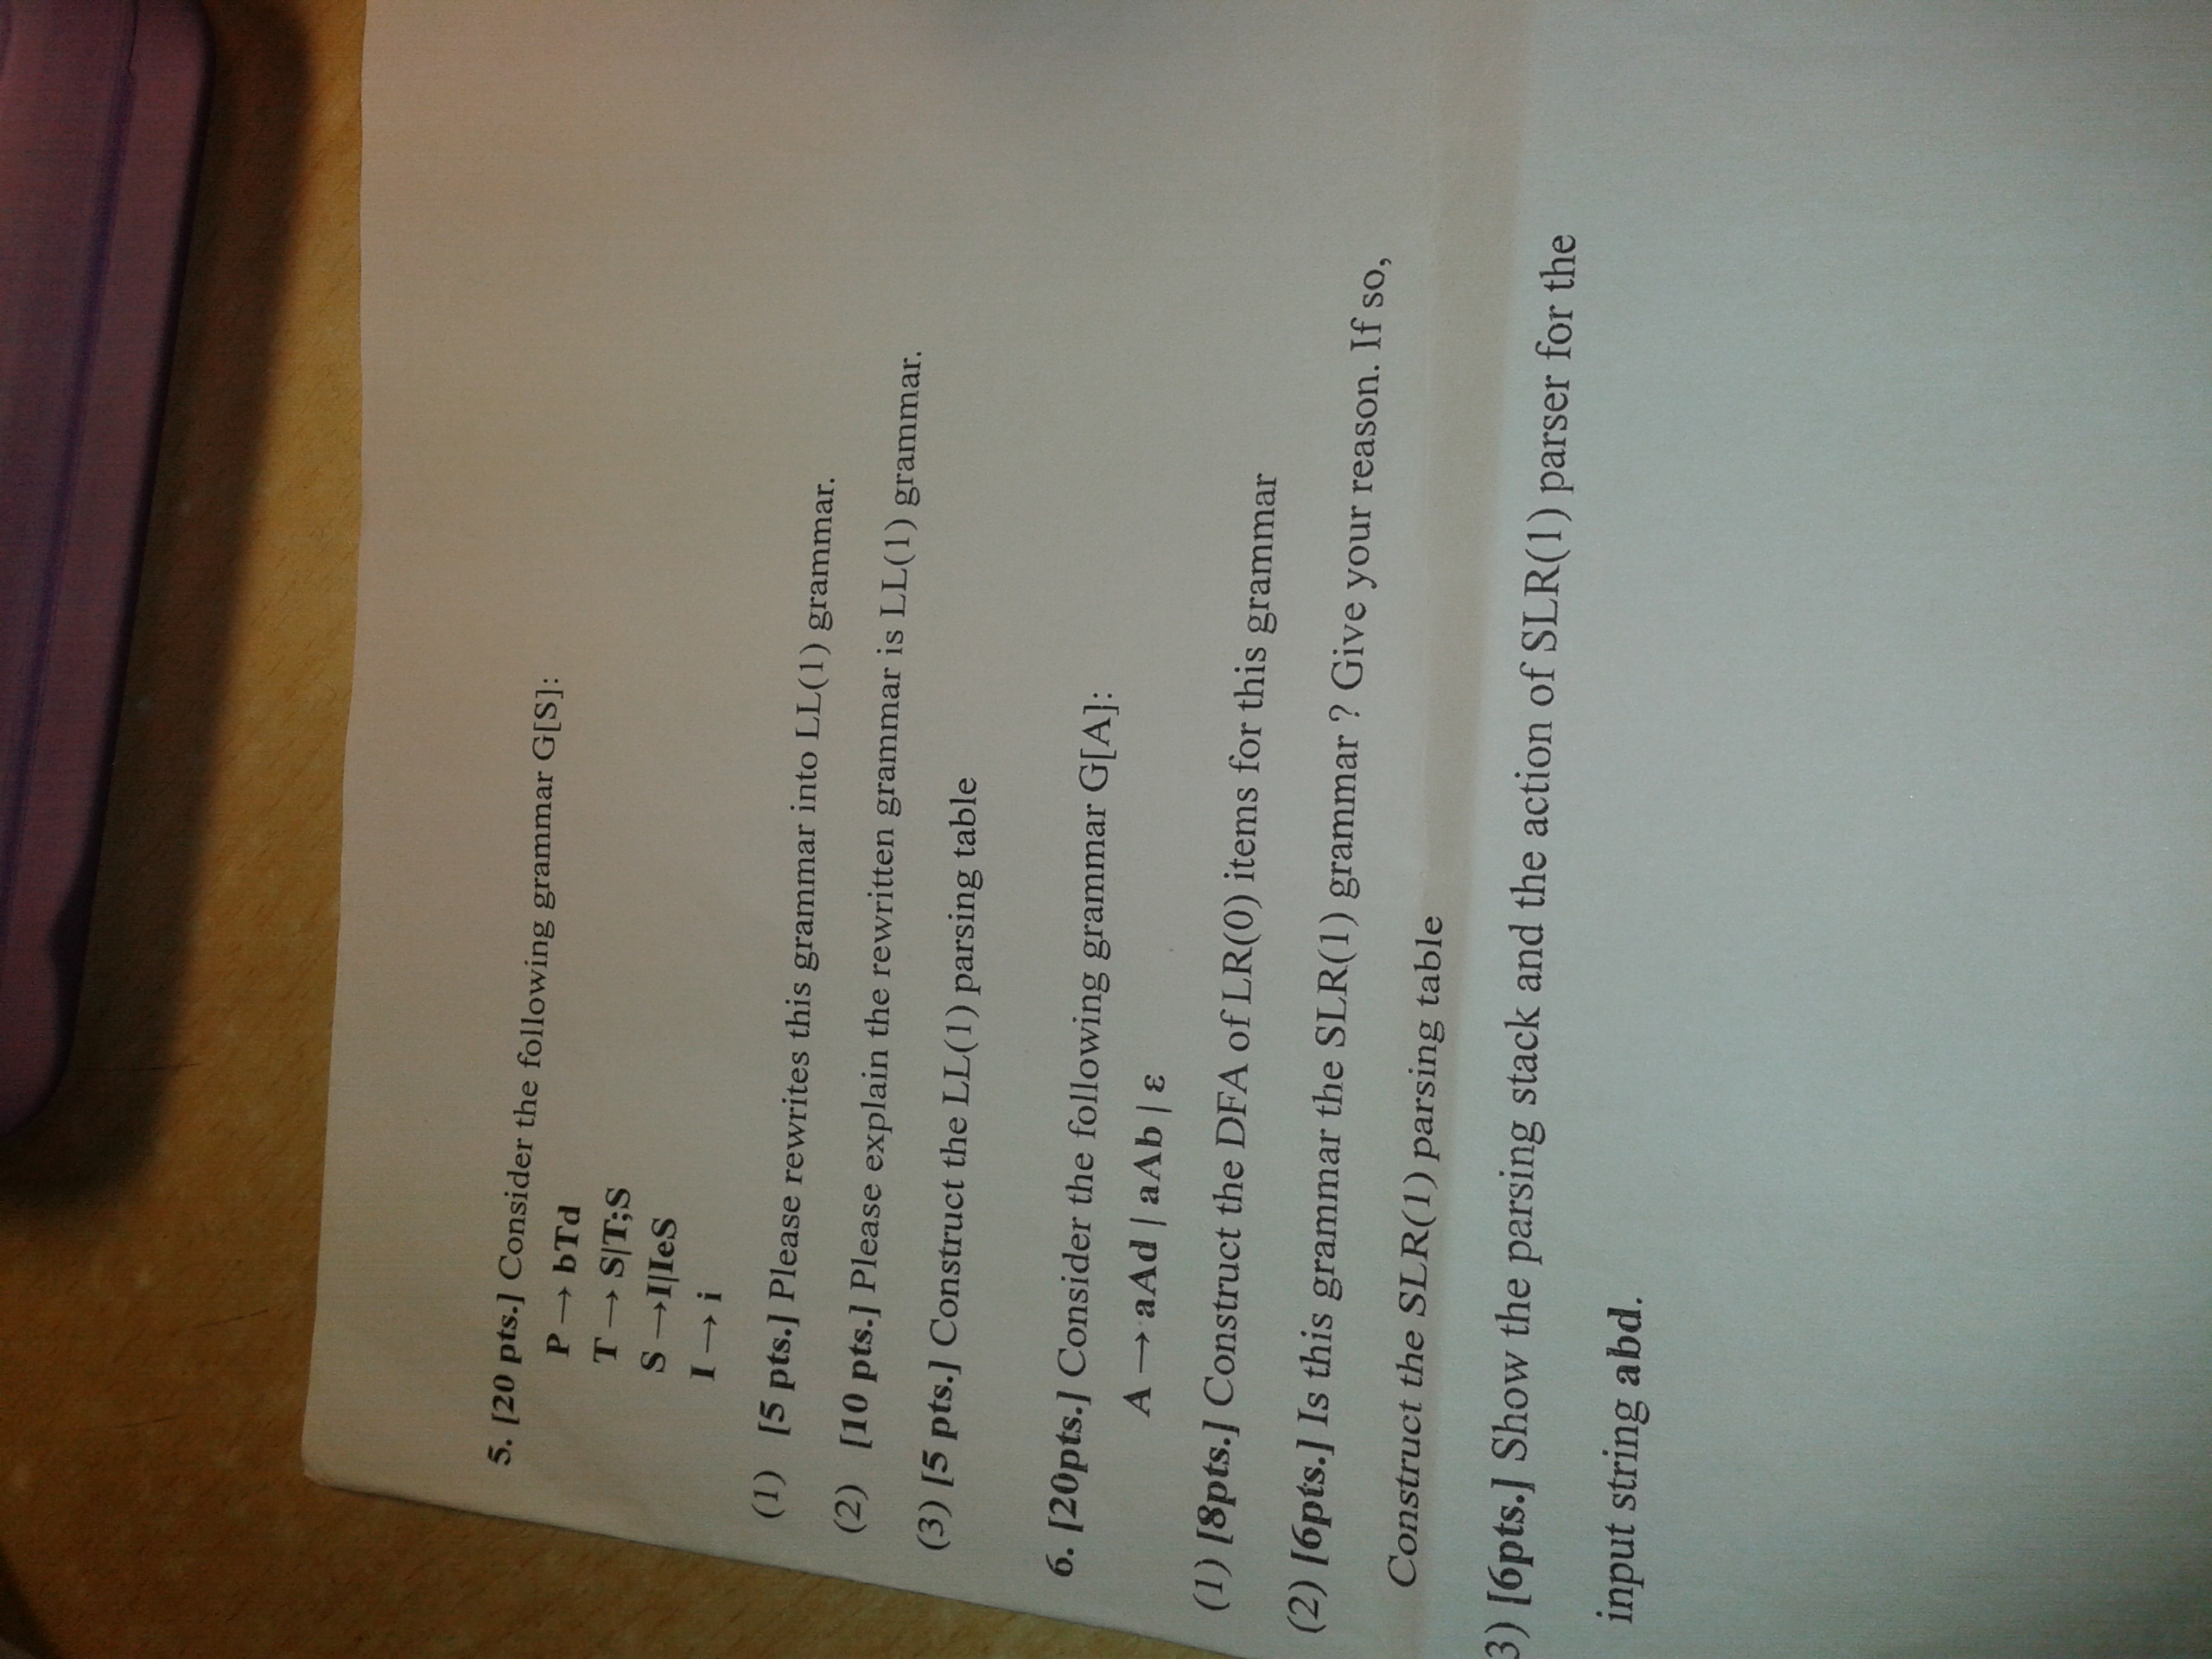 5. [20 pts.] Consider the following grammar G[S]:
P → bTd
T → S|T;S
S →I|IeS
I → i
(1) [5 pts.] Please rewrites this grammar into LL(1) grammar.
(2) [10 pts.] Please explain the rewritten grammar is LL(1) grammar.
(3) [5 pts.] Construct the LL(1) parsing table
6. [20pts.] Consider the following grammar G[A]:
A → aAd | aAb | ε
(1) [8pts.] Construct the DFA of LR(0) items for this grammar
(2) [6pts.] Is this grammar the SLR(1) grammar ? Give your reason. If so,
Construct the SLR(1) parsing table
3) [6pts.] Show the parsing stack and the action of SLR(1) parser for the
input string abd.